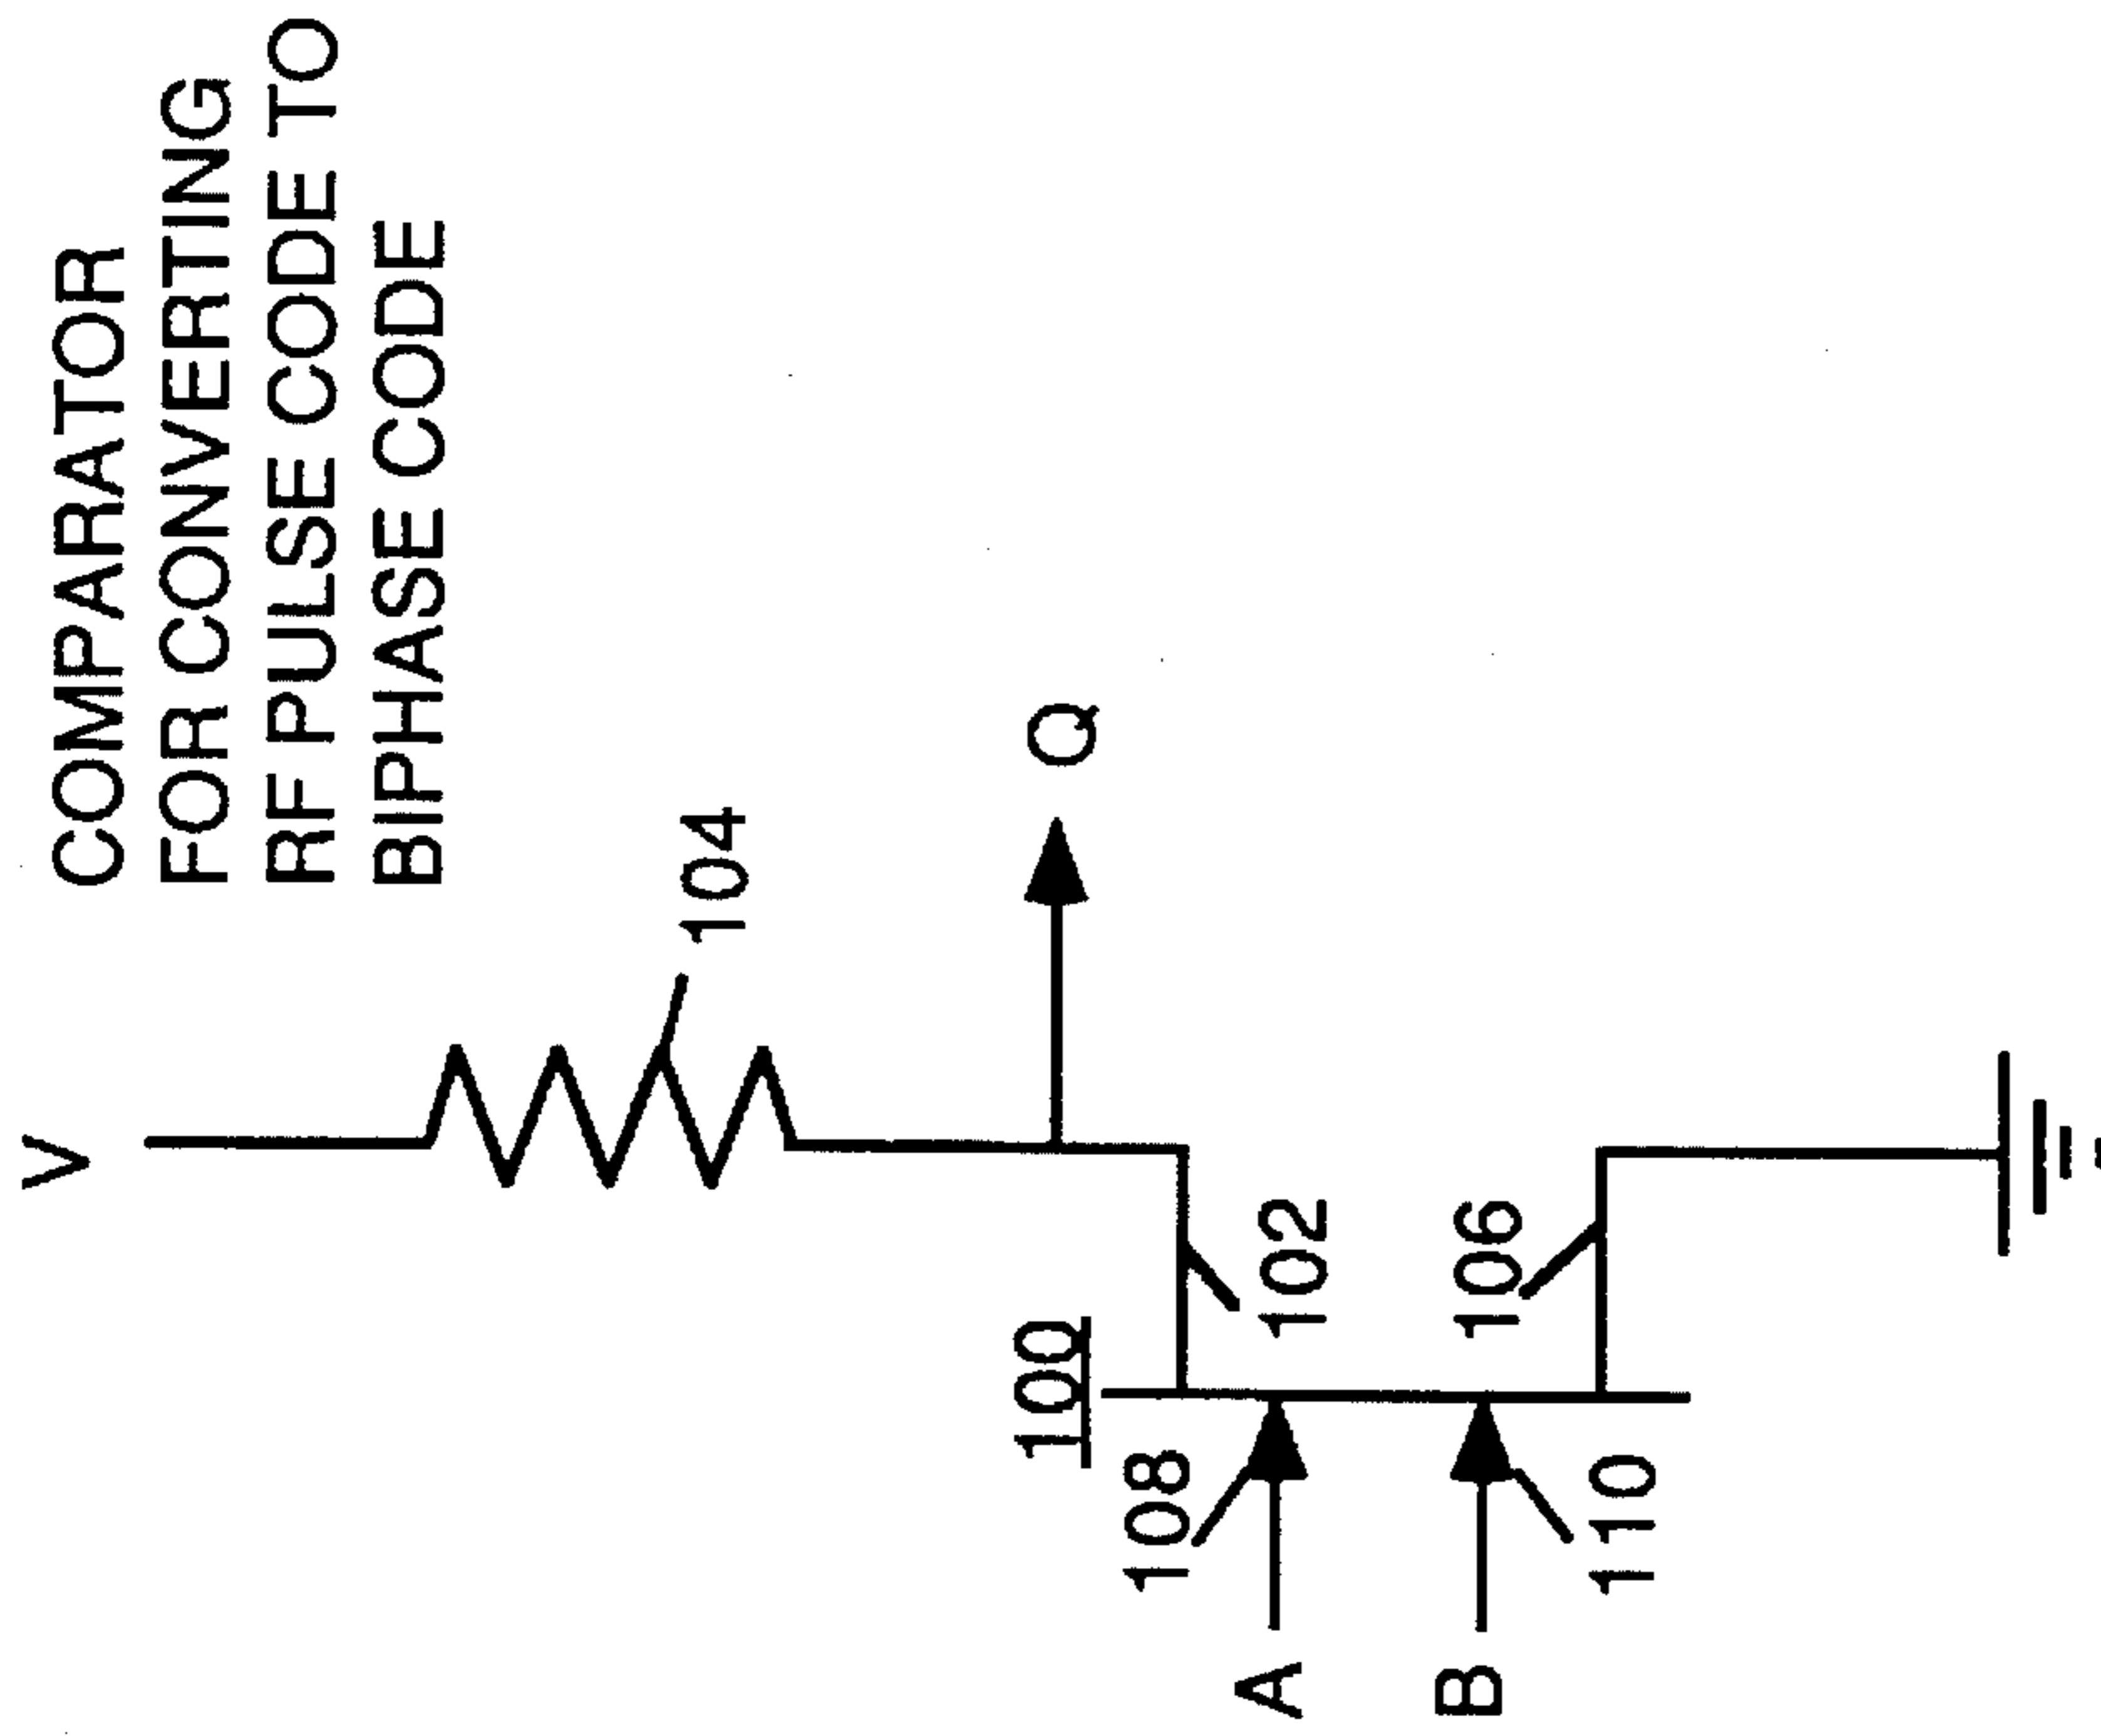 COMPARATOR
FOR CONVERTING
RF PULSE CODE TO
BIPHASE CODE
V
104
Q
100
102
108
A
106
B
110